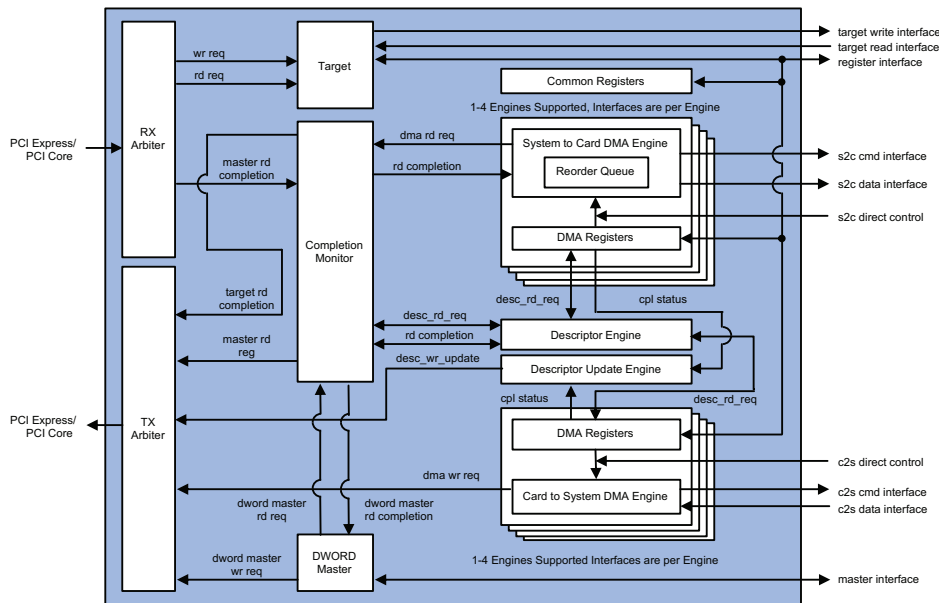 target write interface
target read interface
register interface
wr req
rd req
Target
Common Registers
1-4 Engines Supported, Interfaces are per Engine
PCI Express/
PCI Core
RX
Arbiter
master rd
completion
dma rd req
rd completion
System to Card DMA Engine
Reorder Queue
s2c cmd interface
s2c data interface
s2c direct control
DMA Registers
Completion
Monitor
target rd
completion
desc_rd_req
cpl status
desc_rd_req
rd completion
Descriptor Engine
master rd
reg
desc_wr_update
Descriptor Update Engine
cpl status
desc_rd_req
PCI Express/
PCI Core
TX
Arbiter
DMA Registers
c2s direct control
dma wr req
Card to System DMA Engine
c2s cmd interface
c2s data interface
dword master
rd req
dword master
rd completion
dword master
wr req
DWORD
Master
1-4 Engines Supported Interfaces are per Engine
master interface